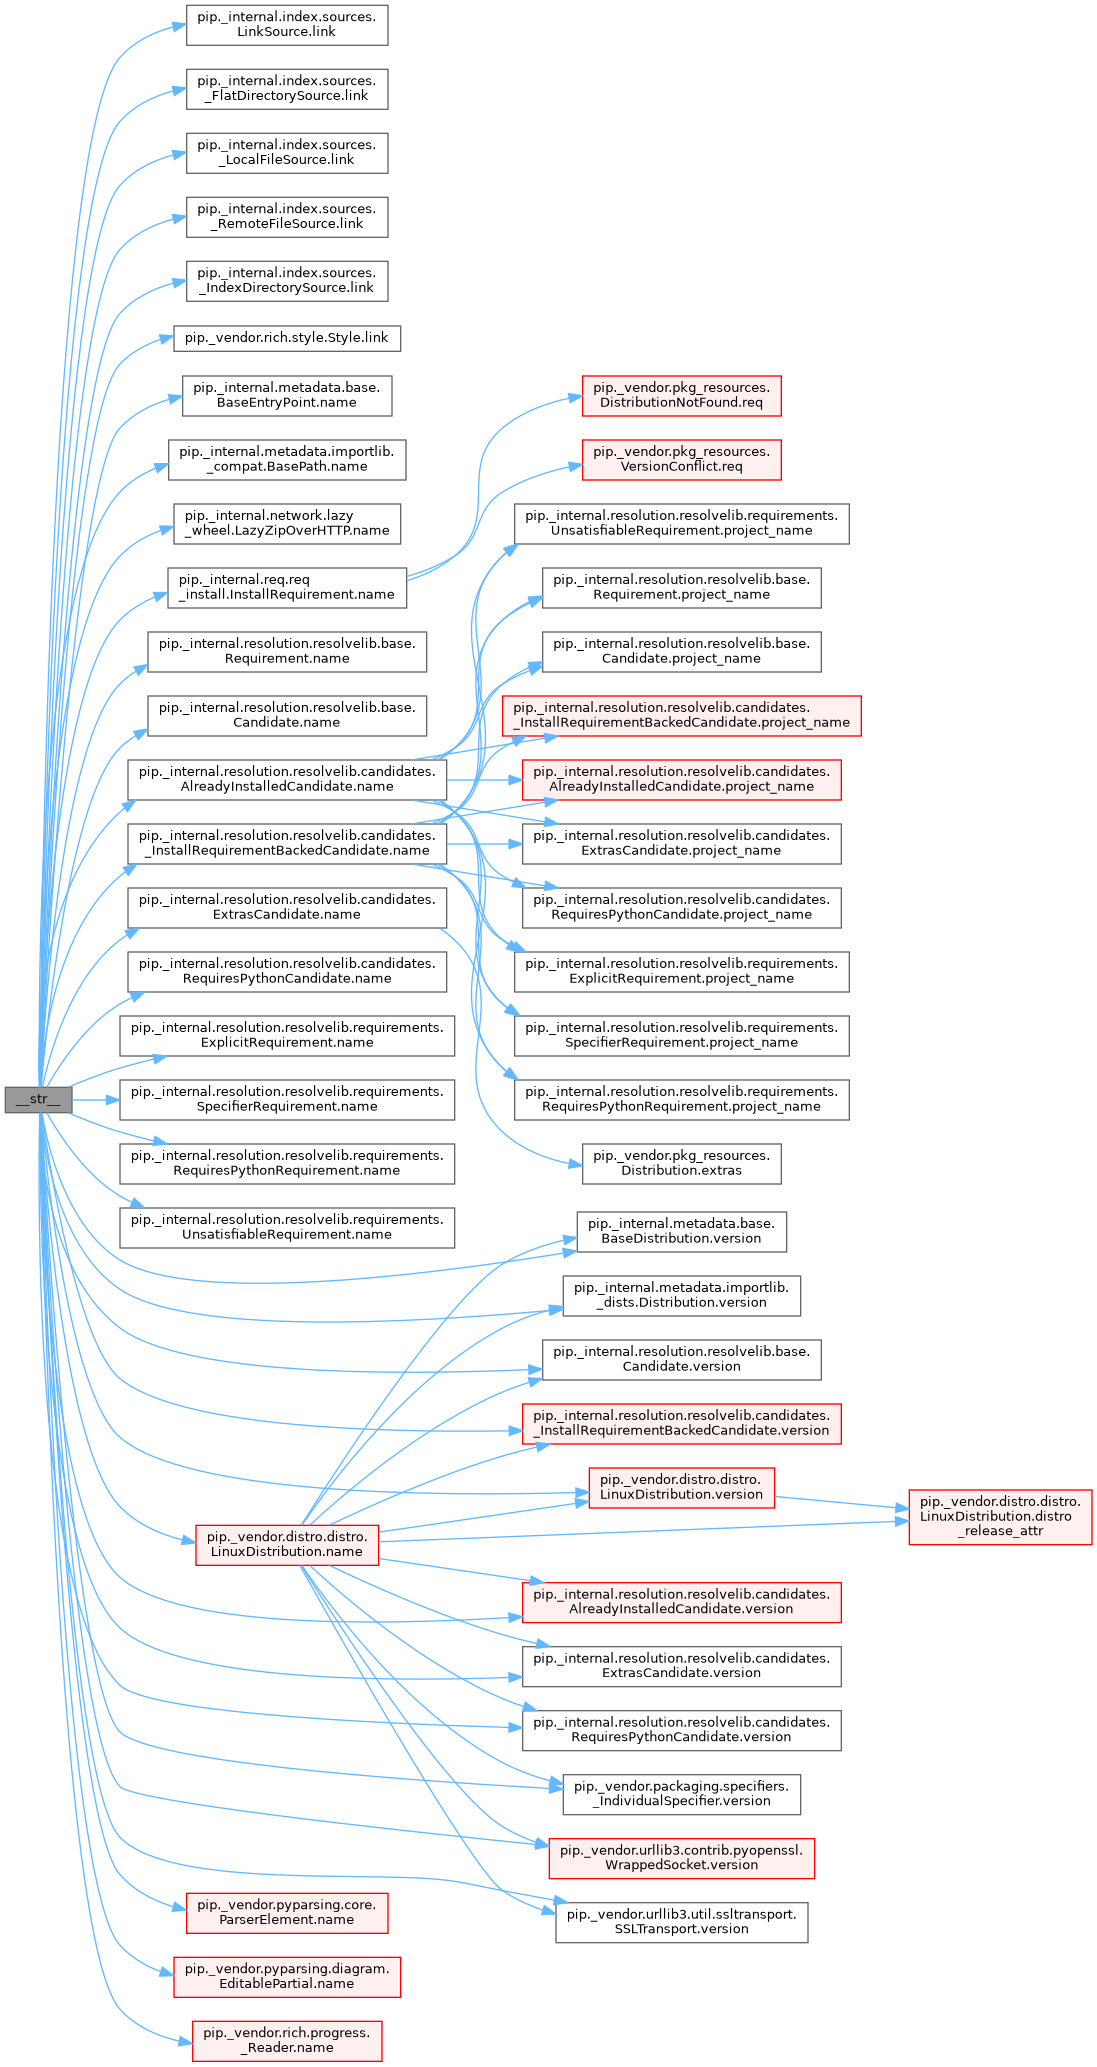 pip._internal.index.sources.
LinkSource.link
pip._internal.index.sources.
_FlatDirectorySource.link
pip._internal.index.sources.
_LocalFileSource.link
pip._internal.index.sources.
_RemoteFileSource.link
pip._internal.index.sources.
_IndexDirectorySource.link
pip._vendor.rich.style.Style.link
pip._internal.metadata.base.
BaseEntryPoint.name
pip._internal.metadata.importlib.
_compat.BasePath.name
pip._internal.network.lazy
_wheel.LazyZipOverHTTP.name
pip._internal.req.req
_install.InstallRequirement.name
pip._internal.resolution.resolvelib.base.
Requirement.name
pip._internal.resolution.resolvelib.base.
Candidate.name
pip._internal.resolution.resolvelib.candidates.
AlreadyInstalledCandidate.name
pip._internal.resolution.resolvelib.candidates.
_InstallRequirementBackedCandidate.name
pip._internal.resolution.resolvelib.candidates.
ExtrasCandidate.name
pip._internal.resolution.resolvelib.candidates.
RequiresPythonCandidate.name
pip._internal.resolution.resolvelib.requirements.
ExplicitRequirement.name
__str__
pip._internal.resolution.resolvelib.requirements.
SpecifierRequirement.name
pip._internal.resolution.resolvelib.requirements.
RequiresPythonRequirement.name
pip._internal.resolution.resolvelib.requirements.
UnsatisfiableRequirement.name
pip._vendor.distro.distro.
LinuxDistribution.name
pip._vendor.pyparsing.core.
ParserElement.name
pip._vendor.pyparsing.diagram.
EditablePartial.name
pip._vendor.rich.progress.
_Reader.name
pip._vendor.pkg_resources.
DistributionNotFound.req
pip._vendor.pkg_resources.
VersionConflict.req
pip._internal.resolution.resolvelib.requirements.
UnsatisfiableRequirement.project_name
pip._internal.resolution.resolvelib.base.
Requirement.project_name
pip._internal.resolution.resolvelib.base.
Candidate.project_name
pip._internal.resolution.resolvelib.candidates.
_InstallRequirementBackedCandidate.project_name
pip._internal.resolution.resolvelib.candidates.
AlreadyInstalledCandidate.project_name
pip._internal.resolution.resolvelib.candidates.
ExtrasCandidate.project_name
pip._internal.resolution.resolvelib.candidates.
RequiresPythonCandidate.project_name
pip._internal.resolution.resolvelib.requirements.
ExplicitRequirement.project_name
pip._internal.resolution.resolvelib.requirements.
SpecifierRequirement.project_name
pip._internal.resolution.resolvelib.requirements.
RequiresPythonRequirement.project_name
pip._vendor.pkg_resources.
Distribution.extras
pip._internal.metadata.base.
BaseDistribution.version
pip._internal.metadata.importlib.
_dists.Distribution.version
pip._internal.resolution.resolvelib.base.
Candidate.version
pip._internal.resolution.resolvelib.candidates.
_InstallRequirementBackedCandidate.version
pip._vendor.distro.distro.
LinuxDistribution.version
pip._vendor.distro.distro.
LinuxDistribution.distro
_release_attr
pip._internal.resolution.resolvelib.candidates.
AlreadyInstalledCandidate.version
pip._internal.resolution.resolvelib.candidates.
ExtrasCandidate.version
pip._internal.resolution.resolvelib.candidates.
RequiresPythonCandidate.version
pip._vendor.packaging.specifiers.
_IndividualSpecifier.version
pip._vendor.urllib3.contrib.pyopenssl.
WrappedSocket.version
pip._vendor.urllib3.util.ssltransport.
SSLTransport.version